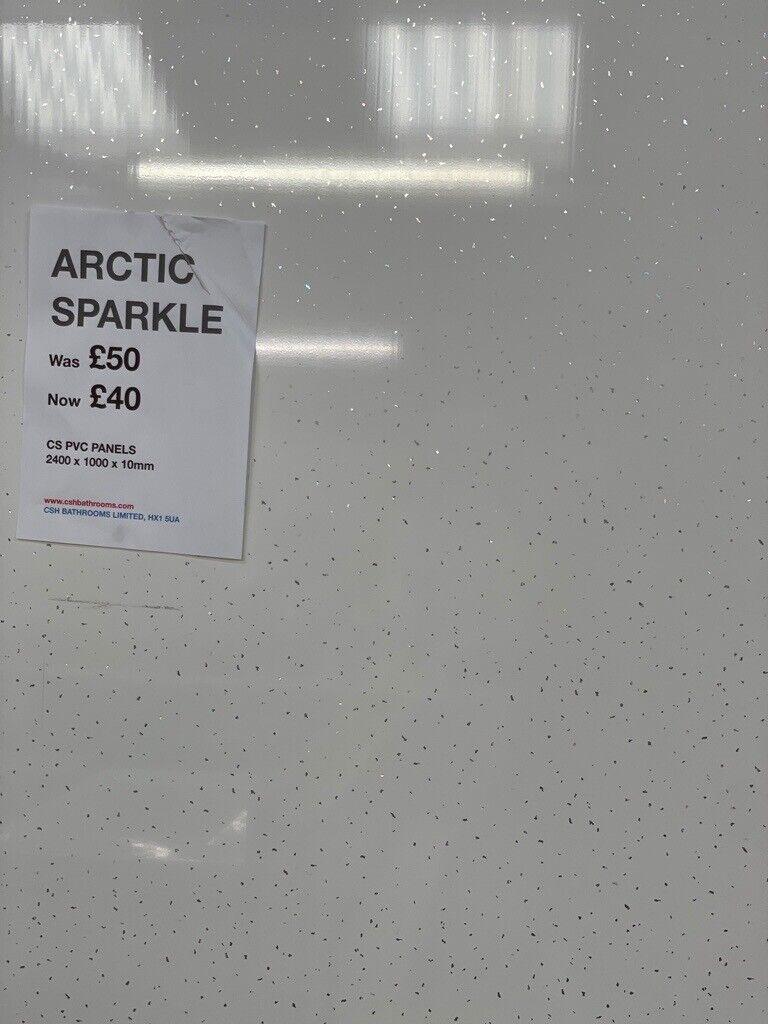 ARCTIC
SPARKLE
Was £50
Now £40
CS PVC PANELS
2400 x 1000 x 10mm
www.cshbathrooms.com
CSH BATHROOMS LIMITED, HX1 5UA